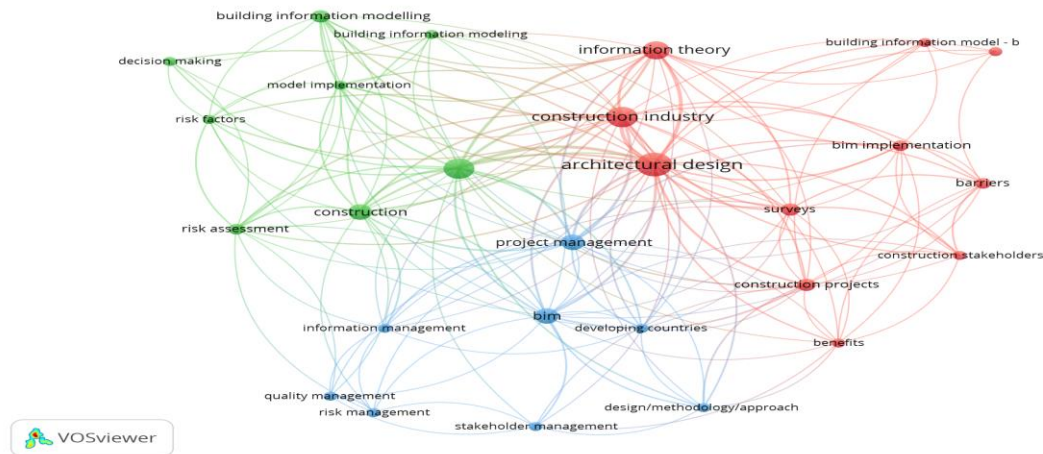 building information modelling
building information modeling
information theory
building information model - b
decision making
model implementation
risk factors
construction industry
bim implementation
architectural design
barriers
construction
surveys
risk assessment
project management
construction stakeholders
construction projects
bim
information management
developing countries
benefits
quality management
risk management
design/methodology/approach
stakeholder management
VOSviewer